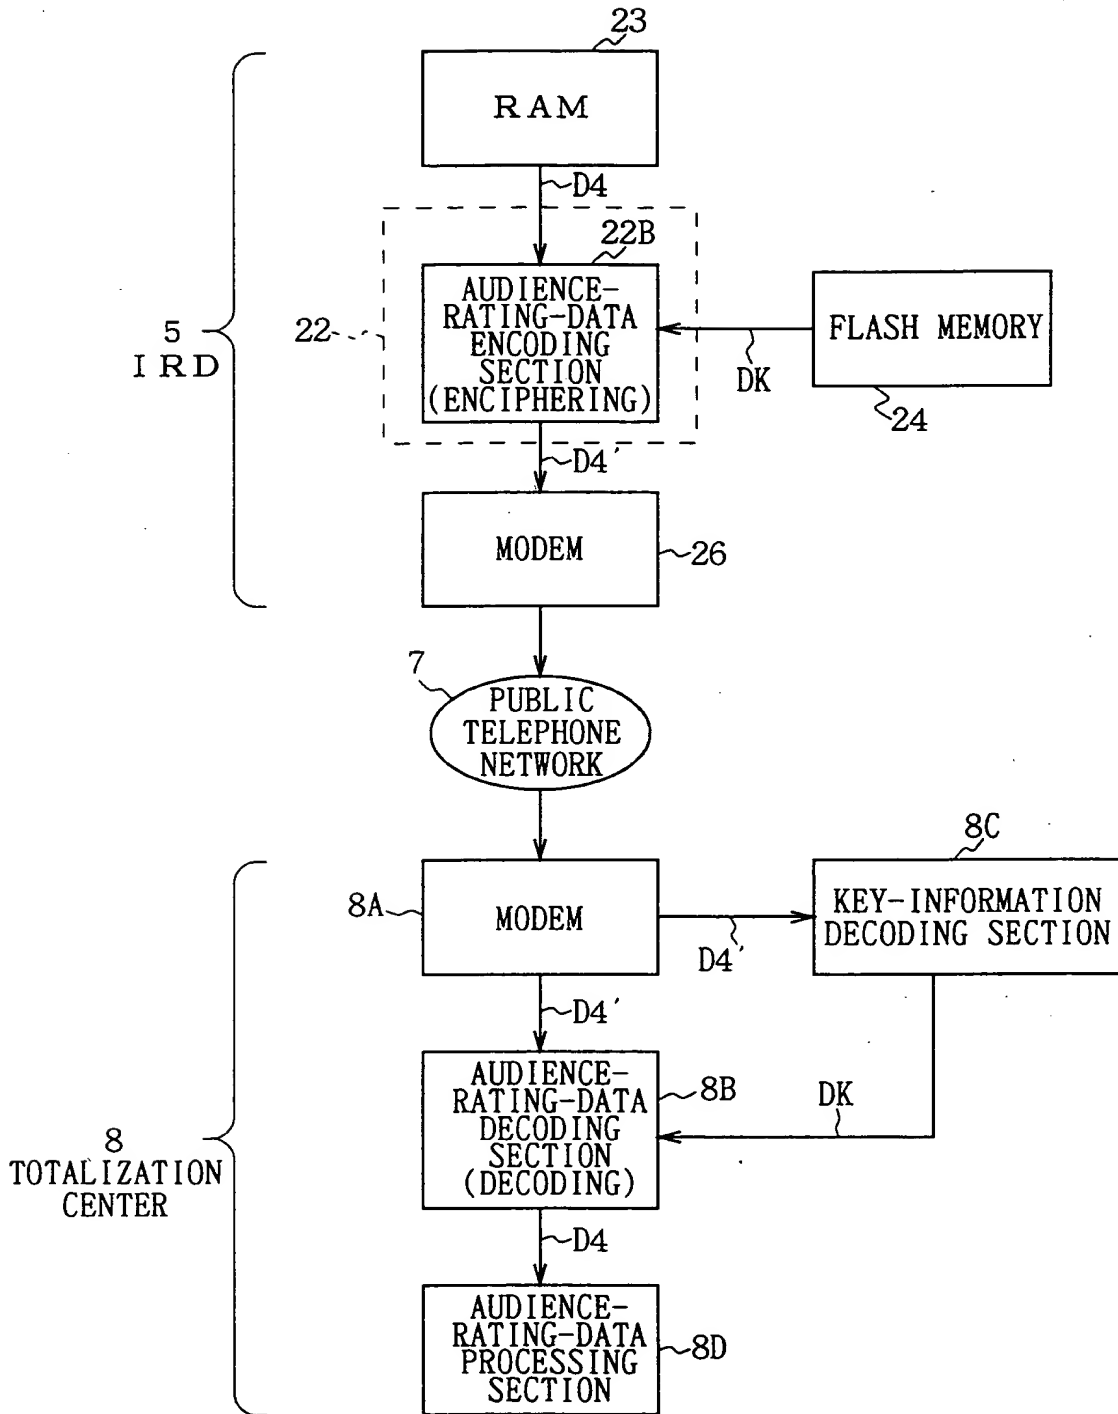 23
RAM
D4
22B
AUDIENCE-
RATING-DATA
ENCODING
SECTION
(ENCIPHERING)
22
FLASH MEMORY
DK
24
5
IRD
D4'
MODEM
26
7
PUBLIC
TELEPHONE
NETWORK
8C
8A
MODEM
KEY-INFORMATION
DECODING SECTION
D4'
D4'
AUDIENCE-
RATING-DATA
DECODING
SECTION
(DECODING)
8B
DK
8
TOTALIZATION
CENTER
D4
AUDIENCE-
RATING-DATA
PROCESSING
SECTION
8D